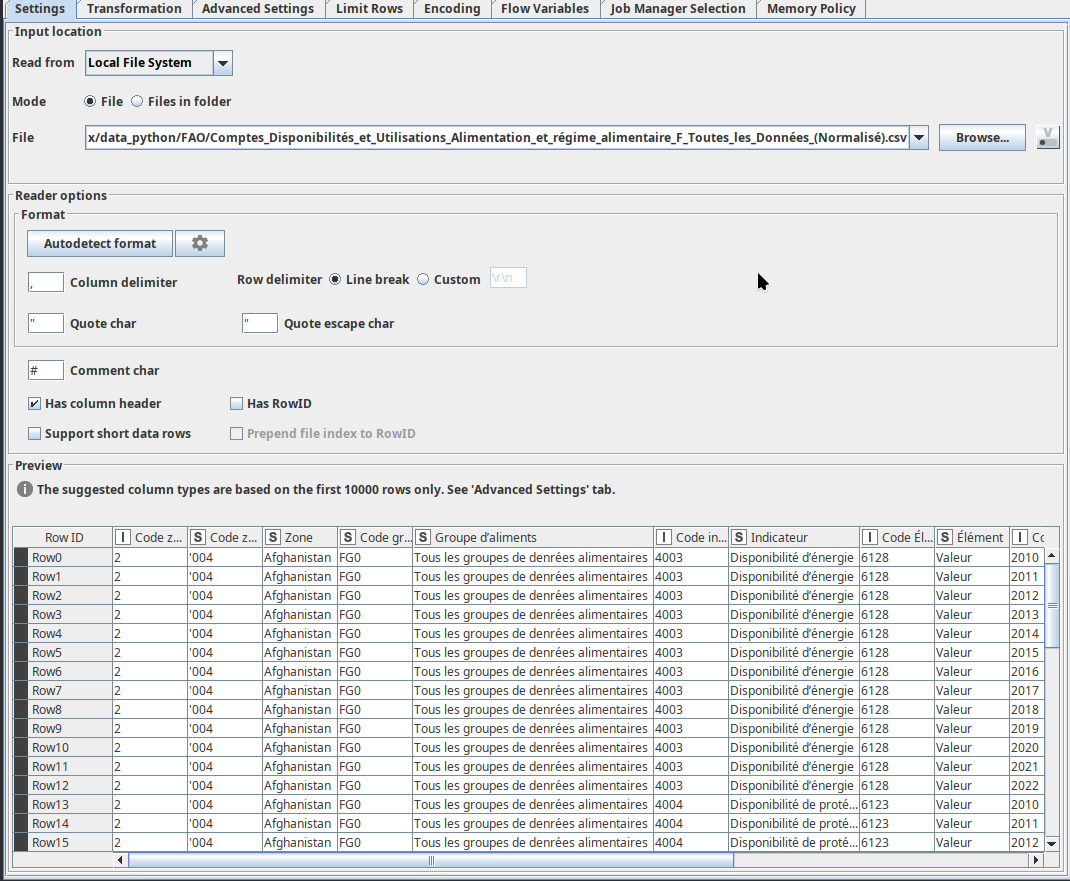 Settings Transformation Advanced Settings Limit Rows Encoding Flow Variables Job Manager Selection Memory Policy
Input location
Read from Local File System
Mode File Files in folder
File x/data_python/FAO/Comptes_Disponibilités_et_Utilisations_Alimentation_et_régime_alimentaire_F_Toutes_les_Données_(Normalisé).csv Browse... V
Reader options
Format
Autodetect format
, Column delimiter Row delimiter Line break Custom \r\n
" Quote char " Quote escape char
# Comment char
Has column header Has RowID
Support short data rows Prepend file index to RowID
Preview
i The suggested column types are based on the first 10000 rows only. See 'Advanced Settings' tab.
Row ID I Code z... S Code z... S Zone S Code gr... S Groupe d’aliments I Code in... S Indicateur I Code Él... S Élément I Co
Row0 2 '004 Afghanistan FG0 Tous les groupes de denrées alimentaires 4003 Disponibilité d’énergie 6128 Valeur 2010
Row1 2 '004 Afghanistan FG0 Tous les groupes de denrées alimentaires 4003 Disponibilité d’énergie 6128 Valeur 2011
Row2 2 '004 Afghanistan FG0 Tous les groupes de denrées alimentaires 4003 Disponibilité d’énergie 6128 Valeur 2012
Row3 2 '004 Afghanistan FG0 Tous les groupes de denrées alimentaires 4003 Disponibilité d’énergie 6128 Valeur 2013
Row4 2 '004 Afghanistan FG0 Tous les groupes de denrées alimentaires 4003 Disponibilité d’énergie 6128 Valeur 2014
Row5 2 '004 Afghanistan FG0 Tous les groupes de denrées alimentaires 4003 Disponibilité d’énergie 6128 Valeur 2015
Row6 2 '004 Afghanistan FG0 Tous les groupes de denrées alimentaires 4003 Disponibilité d’énergie 6128 Valeur 2016
Row7 2 '004 Afghanistan FG0 Tous les groupes de denrées alimentaires 4003 Disponibilité d’énergie 6128 Valeur 2017
Row8 2 '004 Afghanistan FG0 Tous les groupes de denrées alimentaires 4003 Disponibilité d’énergie 6128 Valeur 2018
Row9 2 '004 Afghanistan FG0 Tous les groupes de denrées alimentaires 4003 Disponibilité d’énergie 6128 Valeur 2019
Row10 2 '004 Afghanistan FG0 Tous les groupes de denrées alimentaires 4003 Disponibilité d’énergie 6128 Valeur 2020
Row11 2 '004 Afghanistan FG0 Tous les groupes de denrées alimentaires 4003 Disponibilité d’énergie 6128 Valeur 2021
Row12 2 '004 Afghanistan FG0 Tous les groupes de denrées alimentaires 4003 Disponibilité d’énergie 6128 Valeur 2022
Row13 2 '004 Afghanistan FG0 Tous les groupes de denrées alimentaires 4004 Disponibilité de proté... 6123 Valeur 2010
Row14 2 '004 Afghanistan FG0 Tous les groupes de denrées alimentaires 4004 Disponibilité de proté... 6123 Valeur 2011
Row15 2 '004 Afghanistan FG0 Tous les groupes de denrées alimentaires 4004 Disponibilité de proté... 6123 Valeur 2012